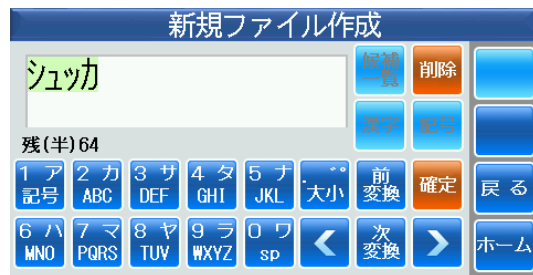 新規ファイル作成
シュッカ
候補一覧 削除
漢字 記号
残(半)64
1 ア 記号 2 カ ABC 3 サ DEF 4 タ GHI 5 ナ JKL ゛゜大小 前変換 確定 戻る
6 ハ MNO 7 マ PQRS 8 ヤ TUV 9 ラ WXYZ 0 ワ sp < 次変換 > ホーム